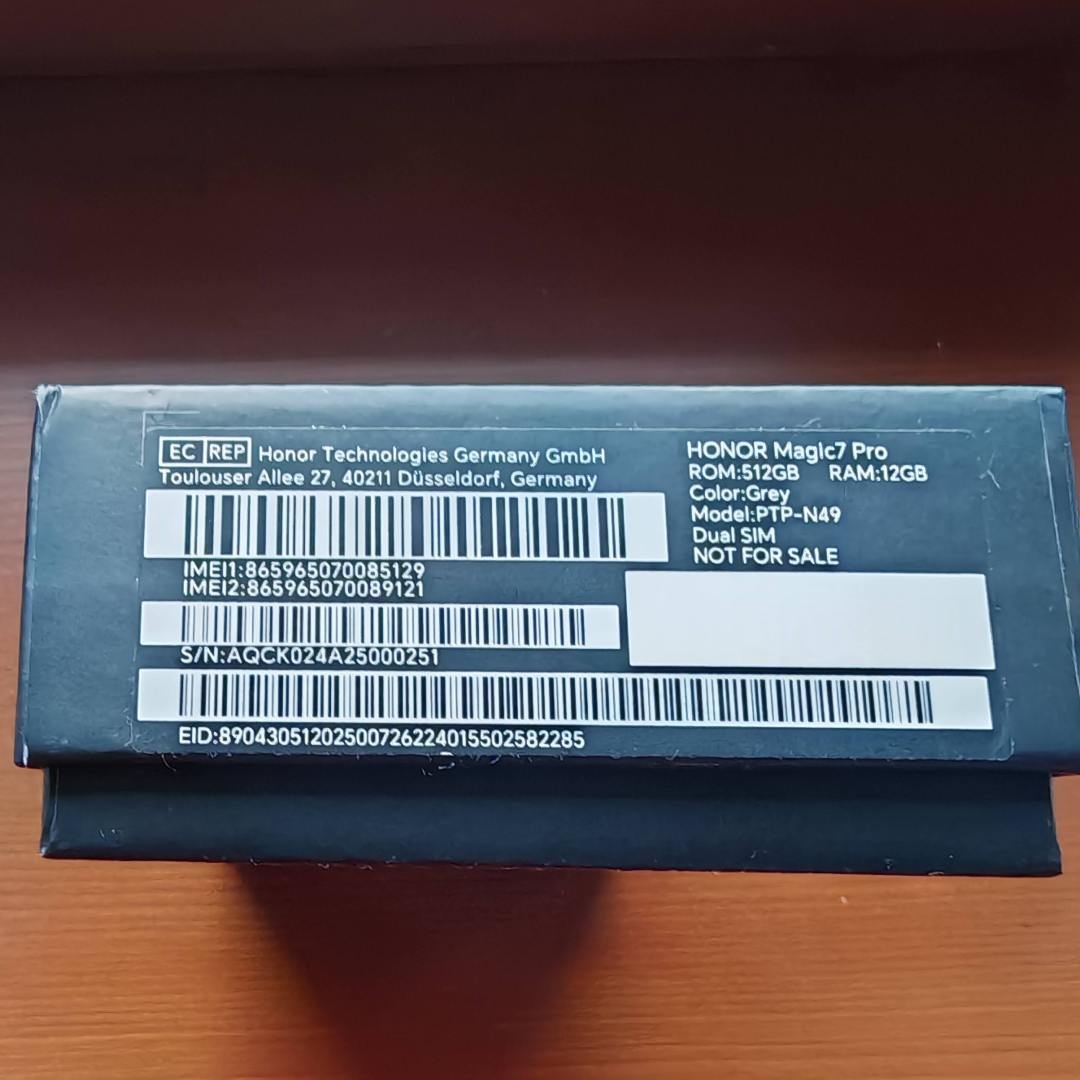 EC REP Honor Technologies Germany GmbH
Toulouser Allee 27, 40211 Düsseldorf, Germany
IMEI1:865965070085129
IMEI2:865965070089121
S/N:AQCK024A25000251
EID:89043051202500726224015502582285
HONOR Magic7 Pro
ROM:512GB RAM:12GB
Color:Grey
Model:PTP-N49
Dual SIM
NOT FOR SALE